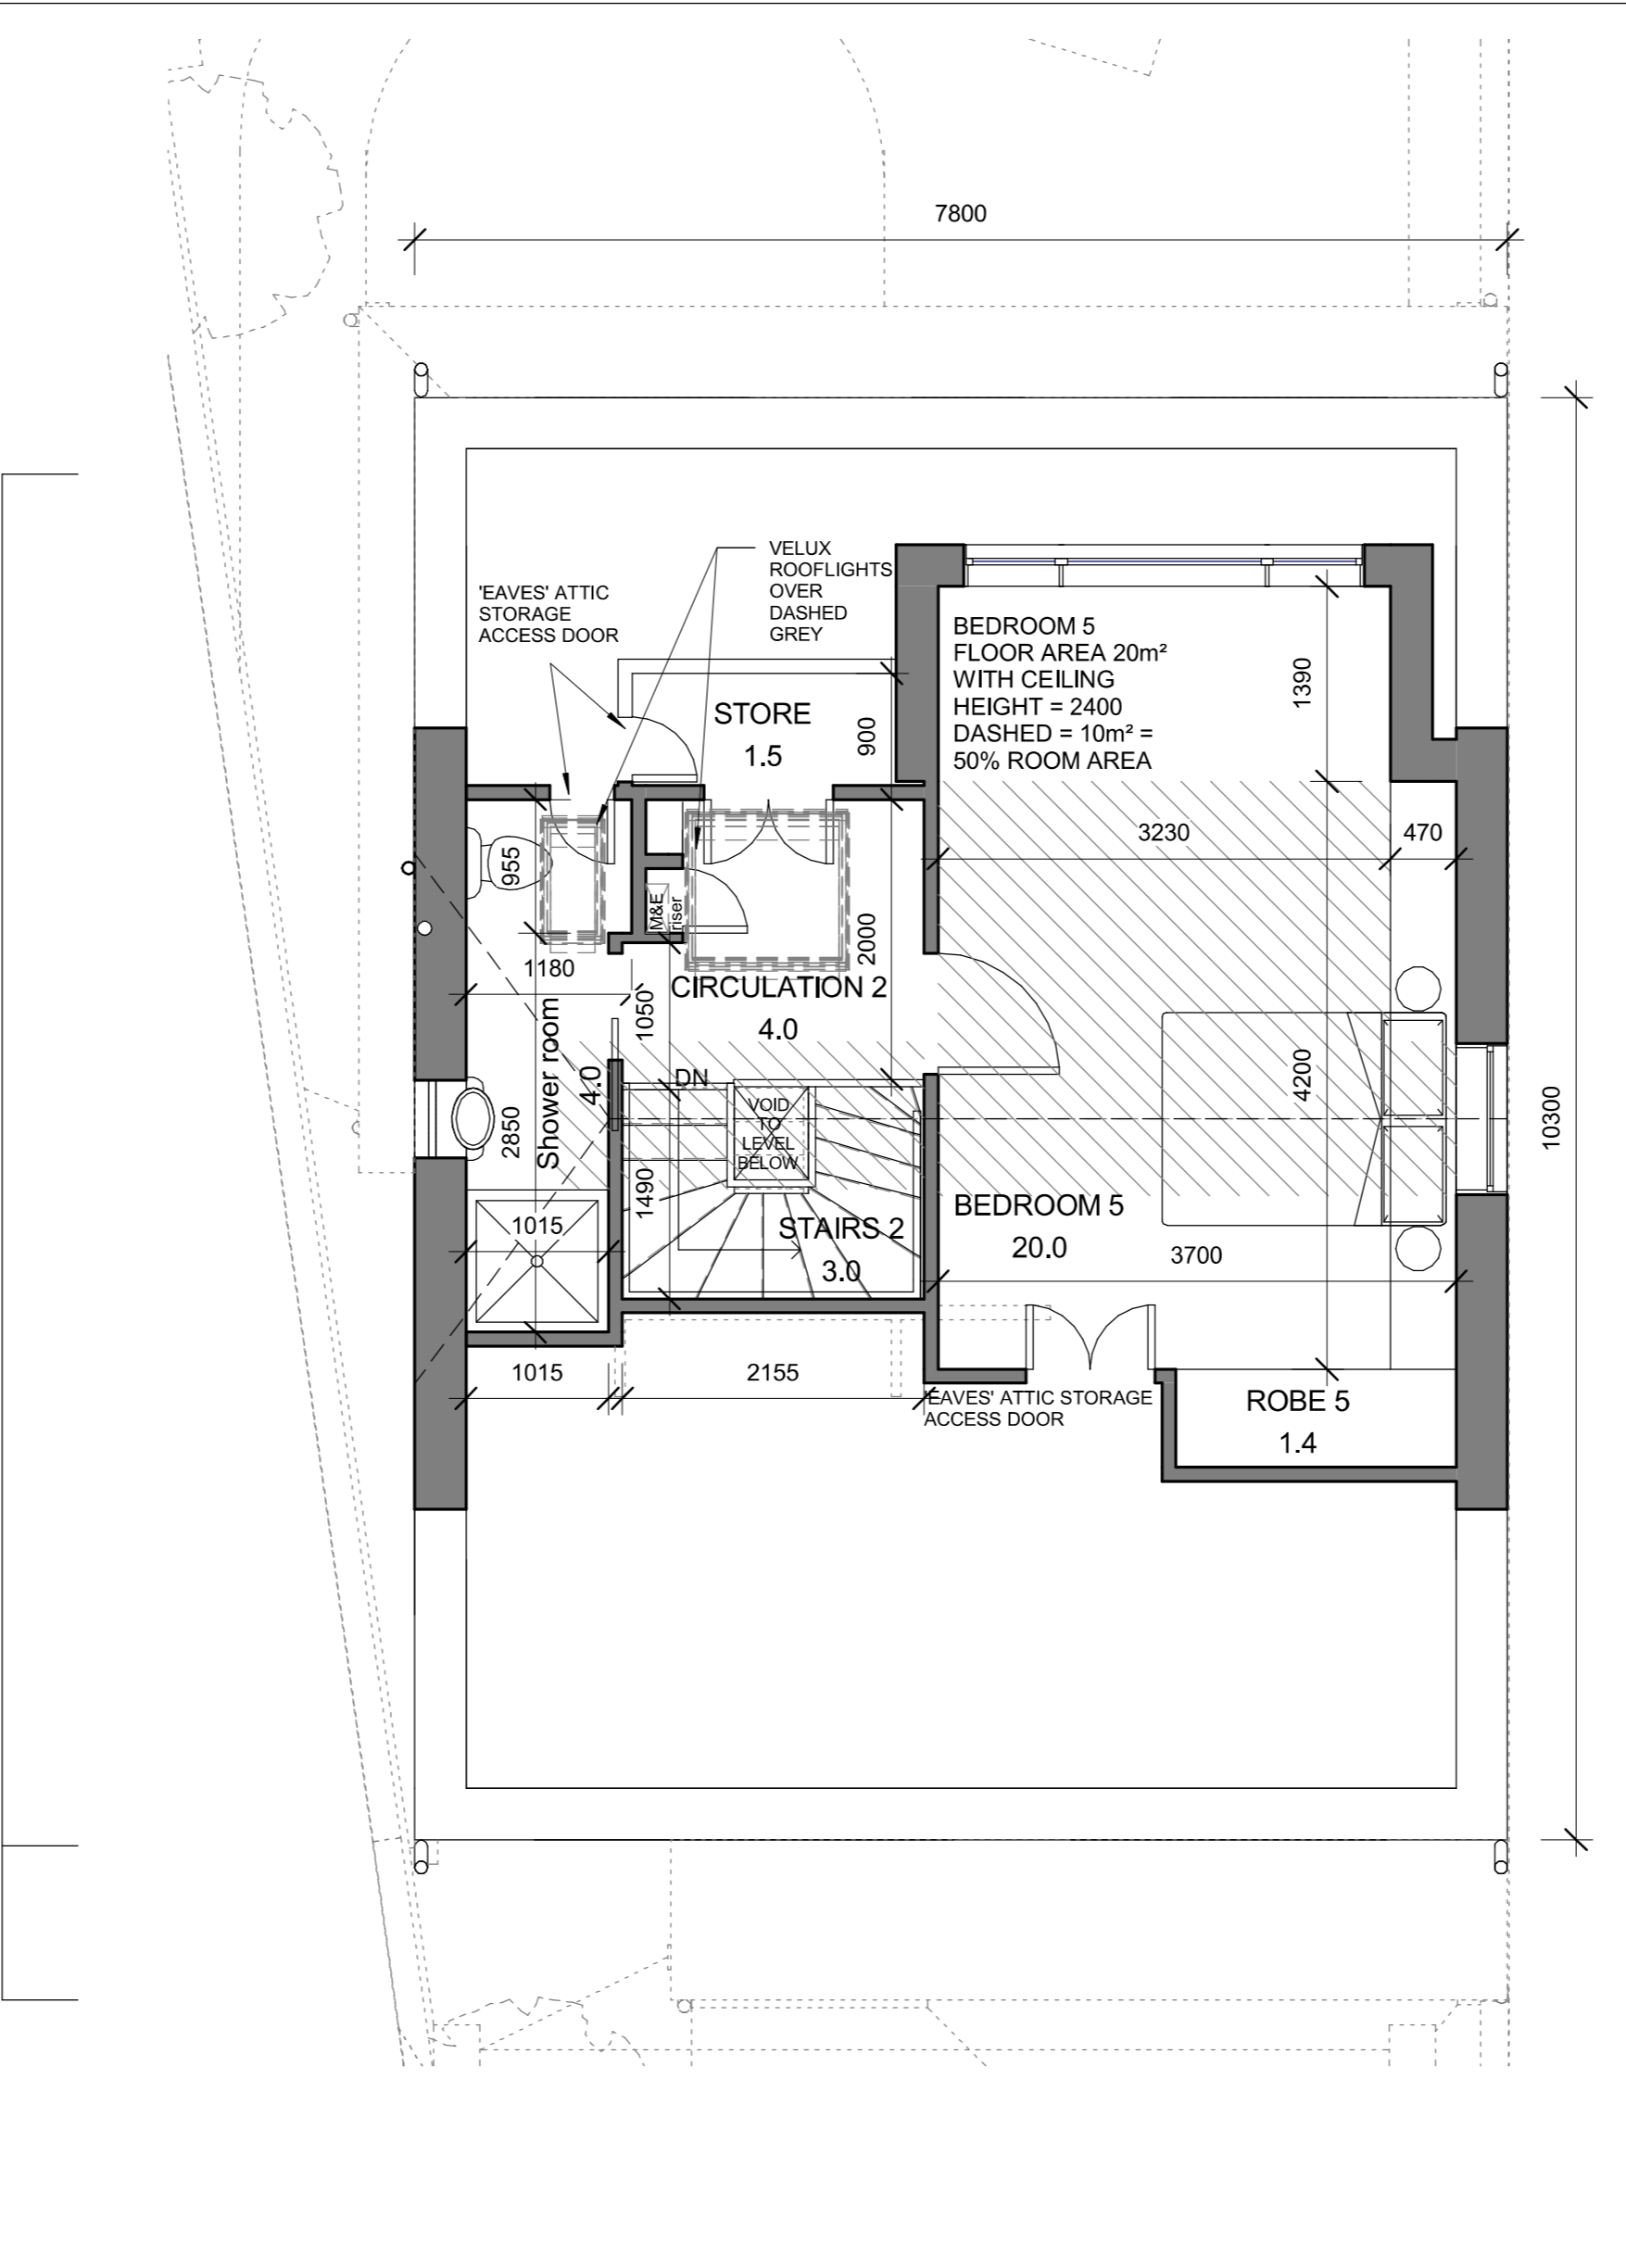 7800
VELUX
ROOFLIGHTS
OVER
DASHED
GREY
'EAVES' ATTIC
STORAGE
ACCESS DOOR
BEDROOM 5
FLOOR AREA 20m²
WITH CEILING
HEIGHT = 2400
DASHED = 10m² =
50% ROOM AREA
1390
STORE
1.5
900
3230
470
955
M&E
riser
2000
1180
1050
CIRCULATION 2
4.0
Shower room
4.0
2850
DN
VOID
TO
LEVEL
BELOW
4200
10300
1490
1015
STAIRS 2
3.0
BEDROOM 5
20.0
3700
1015
2155
'EAVES' ATTIC STORAGE
ACCESS DOOR
ROBE 5
1.4